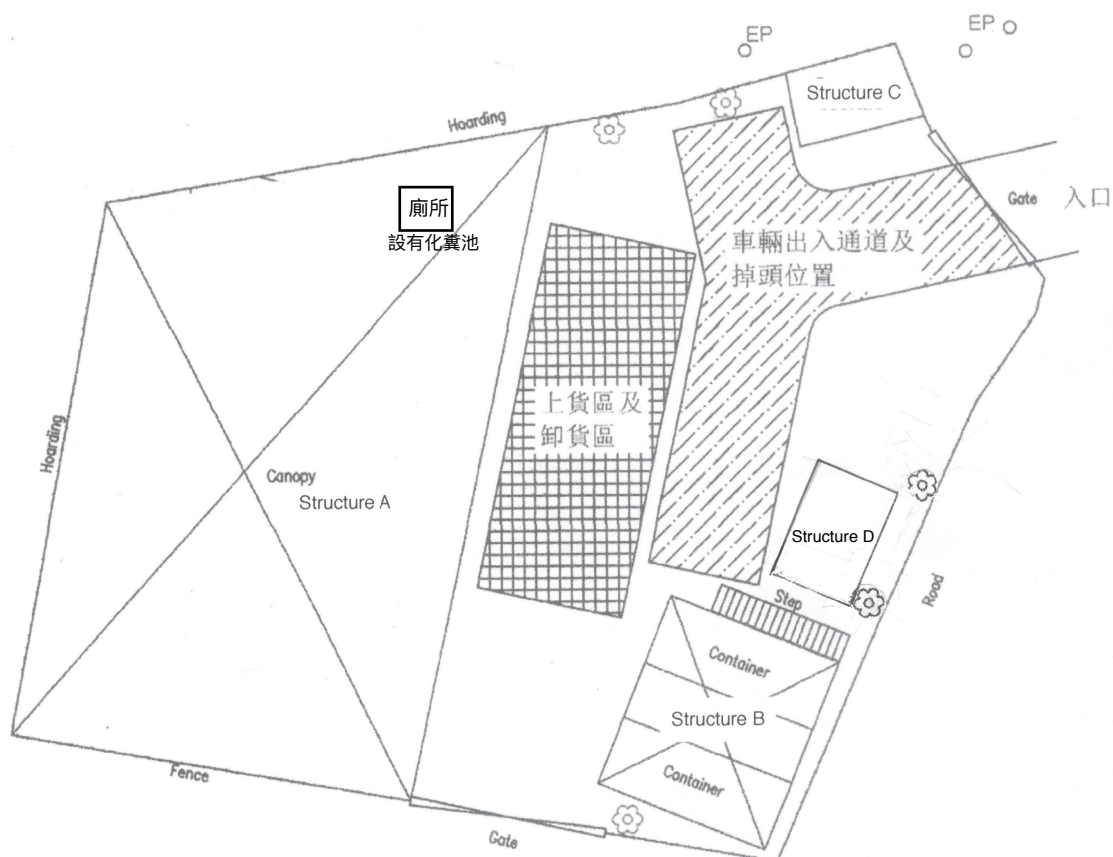 EP
EP
Structure C
Hoarding
Gate 入口
廁所
設有化糞池
車輛出入通道及
掉頭位置
上貨區及
卸貨區
Hoarding
Canopy
Structure A
Structure D
Step
Road
Container
Structure B
Container
Fence
Gate